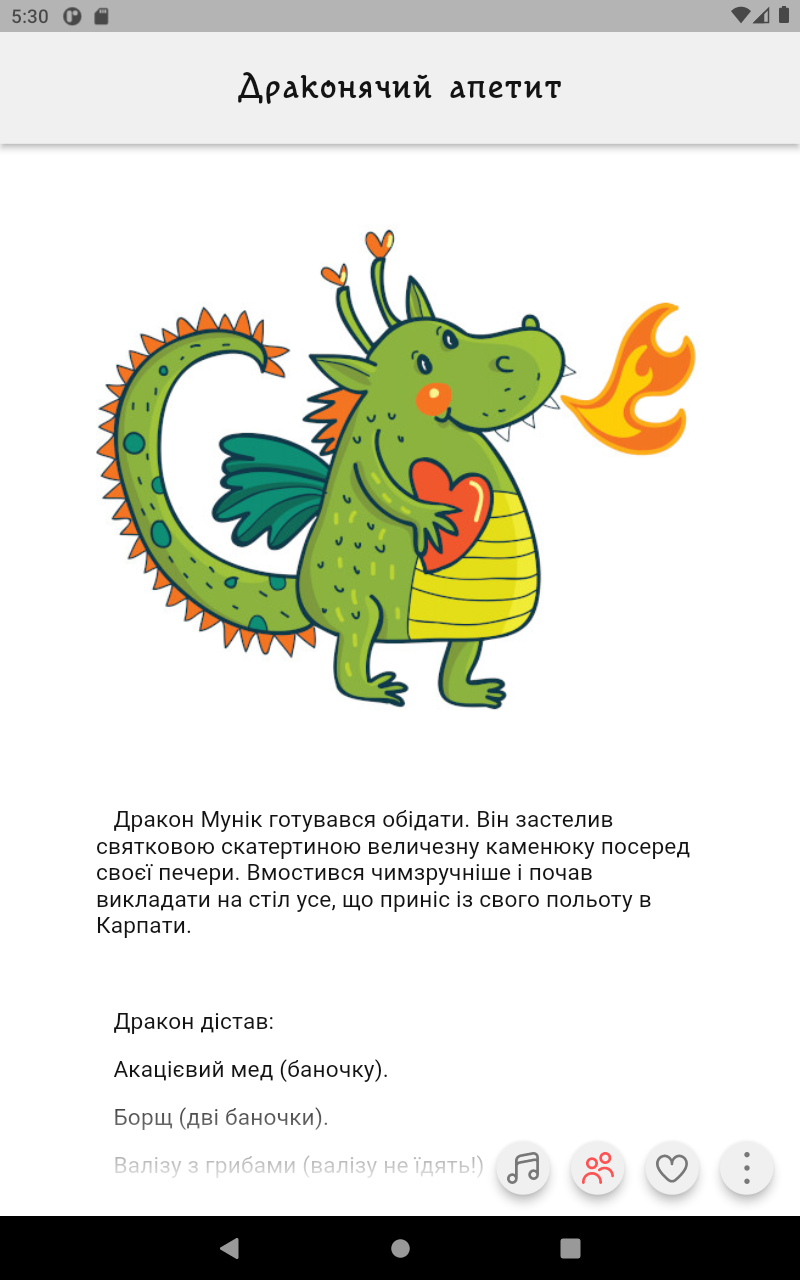 5:30
Драконячий апетит
Дракон Мунік готувався обідати. Він застелив
святковою скатертиною величезну каменюку посеред
своєї печери. Вмостився чимзручніше і почав
викладати на стіл усе, що приніс із свого польоту в
Карпати.
Дракон дістав:
Акацієвий мед (баночку).
Борщ (дві баночки).
Валізу з грибами (валізу не їдять!)